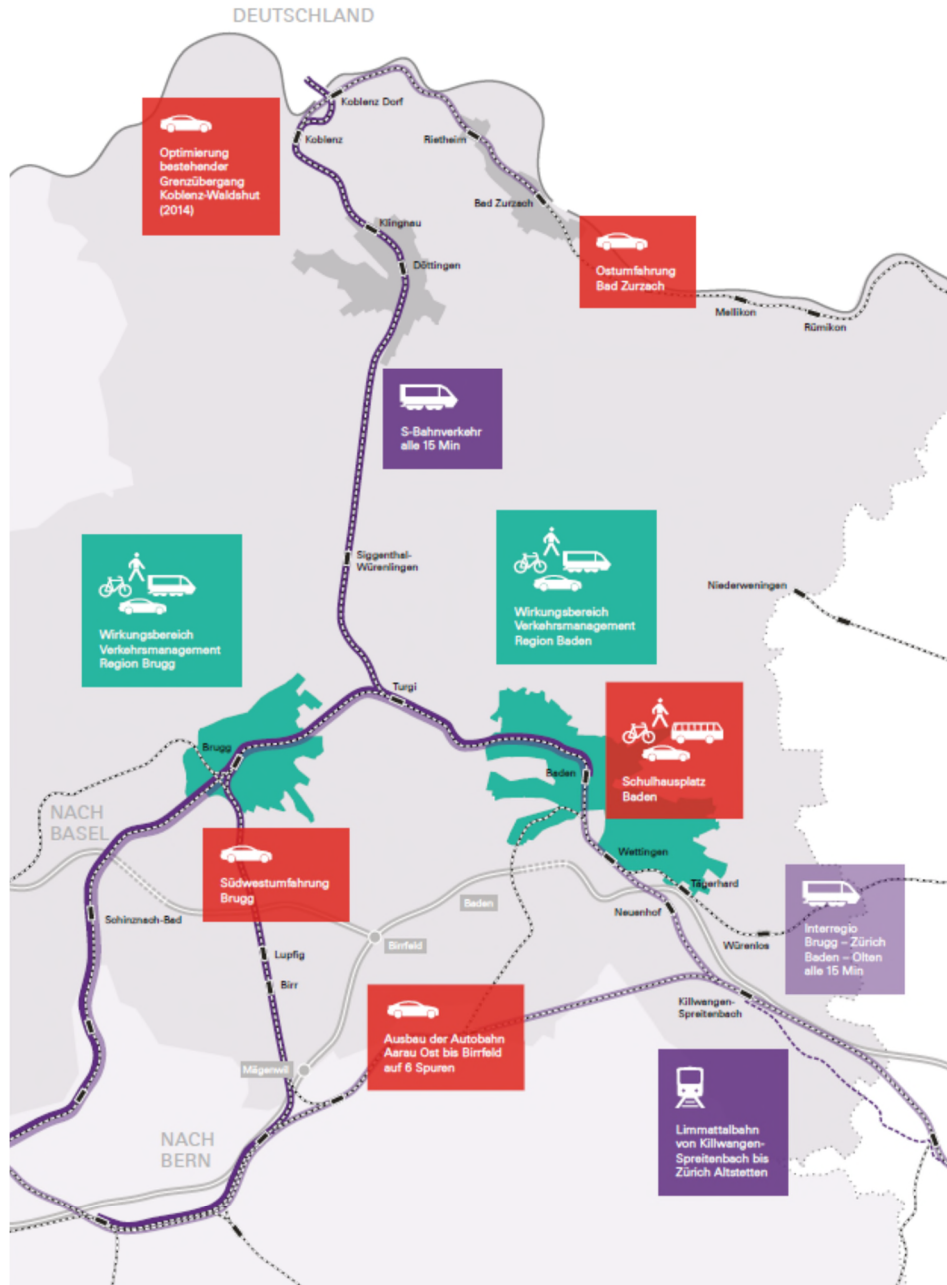 DEUTSCHLAND
Koblenz Dorf
Koblenz
Rietheim
Optimierung
bestehender
Grenzübergang
Koblenz-Waldshut
(2014)
Bad Zurzach
Klingnau
Döttingen
Ostumfahrung
Bad Zurzach
Mellikon
Rümikon
S-Bahnverkehr
alle 15 Min
Siggenthal-
Würenlingen
Niederweningen
Wirkungsbereich
Verkehrsmanagement
Region Brugg
Wirkungsbereich
Verkehrsmanagement
Region Baden
Turgi
Brugg
Baden
Schulhausplatz
Baden
NACH
BASEL
Wettingen
Südwestumfahrung
Brugg
Tägerhard
Baden
Neuenhof
Schinznach-Bad
Würenlos
Interregio
Brugg – Zürich
Baden – Olten
alle 15 Min
Birrfeld
Lupfig
Birr
Killwangen-
Spreitenbach
Ausbau der Autobahn
Aarau Ost bis Birrfeld
auf 6 Spuren
Mägenwil
Limmattalbahn
von Killwangen-
Spreitenbach bis
Zürich Altstetten
NACH
BERN